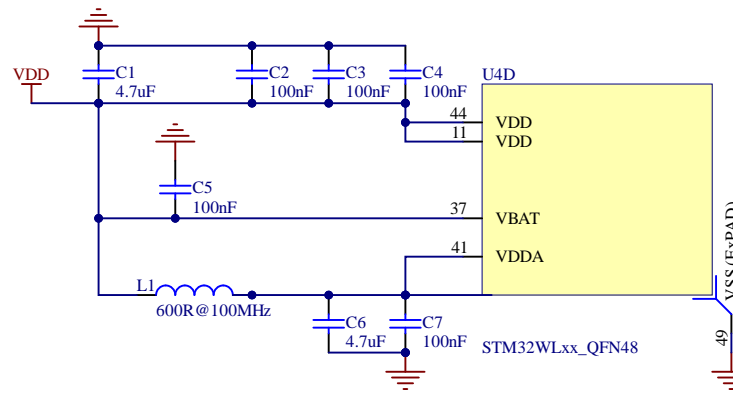 VDD
C1
4.7uF
C2
100nF
C3
100nF
C4
100nF
U4D
44
VDD
11
VDD
C5
100nF
37
VBAT
41
VDDA
L1
600R@100MHz
C6
4.7uF
C7
100nF
STM32WLxx_QFN48
VSS (ExPAD)
49